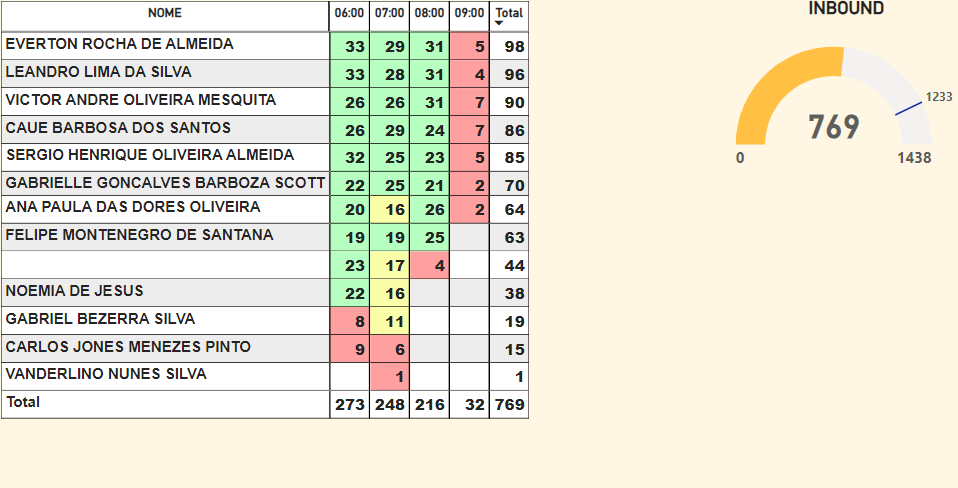 NOME 06:00 07:00 08:00 09:00 Total
EVERTON ROCHA DE ALMEIDA 33 29 31 5 98
LEANDRO LIMA DA SILVA 33 28 31 4 96
VICTOR ANDRE OLIVEIRA MESQUITA 26 26 31 7 90
CAUE BARBOSA DOS SANTOS 26 29 24 7 86
SERGIO HENRIQUE OLIVEIRA ALMEIDA 32 25 23 5 85
GABRIELLE GONCALVES BARBOZA SCOTT 22 25 21 2 70
ANA PAULA DAS DORES OLIVEIRA 20 16 26 2 64
FELIPE MONTENEGRO DE SANTANA 19 19 25 63
23 17 4 44
NOEMIA DE JESUS 22 16 38
GABRIEL BEZERRA SILVA 8 11 19
CARLOS JONES MENEZES PINTO 9 6 15
VANDERLINO NUNES SILVA 1 1
Total 273 248 216 32 769
INBOUND
1233
769
0 1438